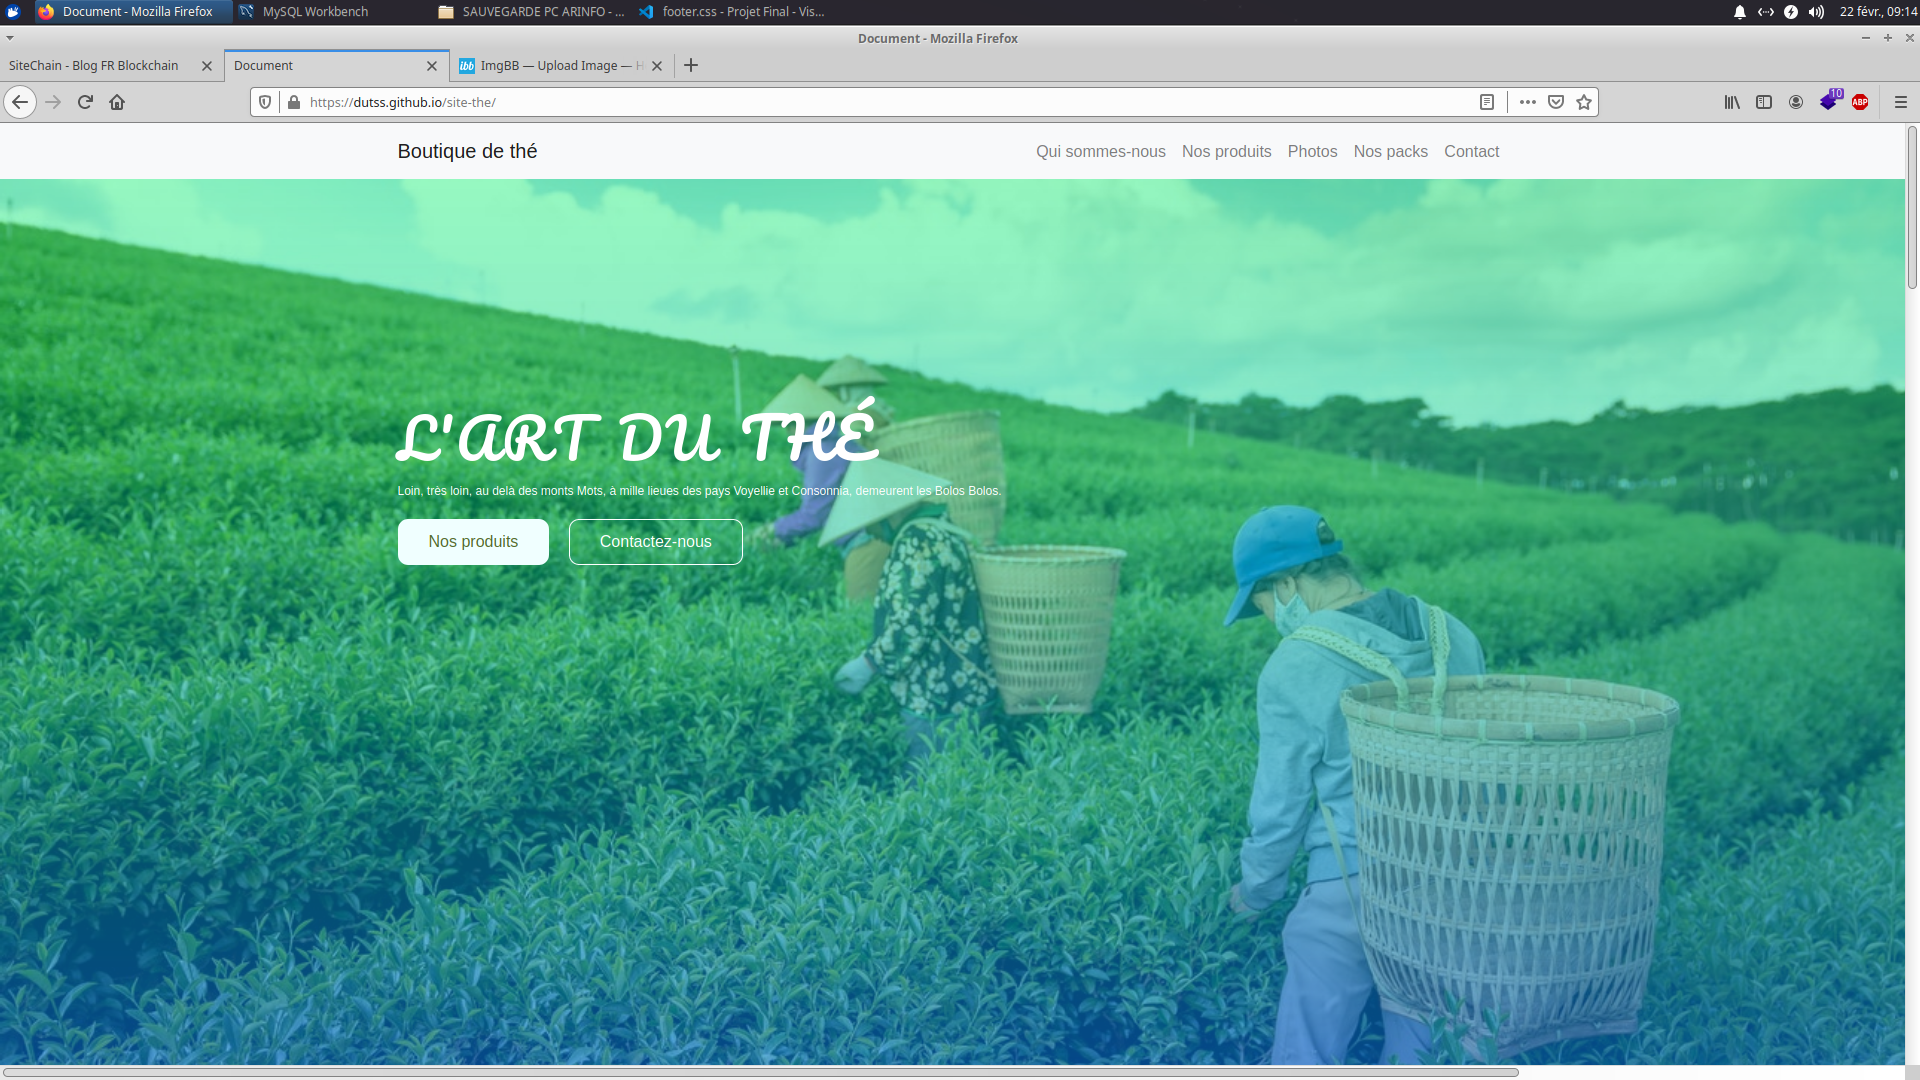 Document - Mozilla Firefox
MySQL Workbench
SAUVEGARDE PC ARINFO - ...
footer.css - Projet Final - Vis...
22 févr., 09:14
Document - Mozilla Firefox
SiteChain - Blog FR Blockchain
Document
ibb
ImgBB — Upload Image —
https://dutss.github.io/site-the/
10
ABP
Boutique de thé
Qui sommes-nous
Nos produits
Photos
Nos packs
Contact
L'ART DU THÉ
Loin, très loin, au delà des monts Mots, à mille lieues des pays Voyellie et Consonnia, demeurent les Bolos Bolos.
Nos produits
Contactez-nous